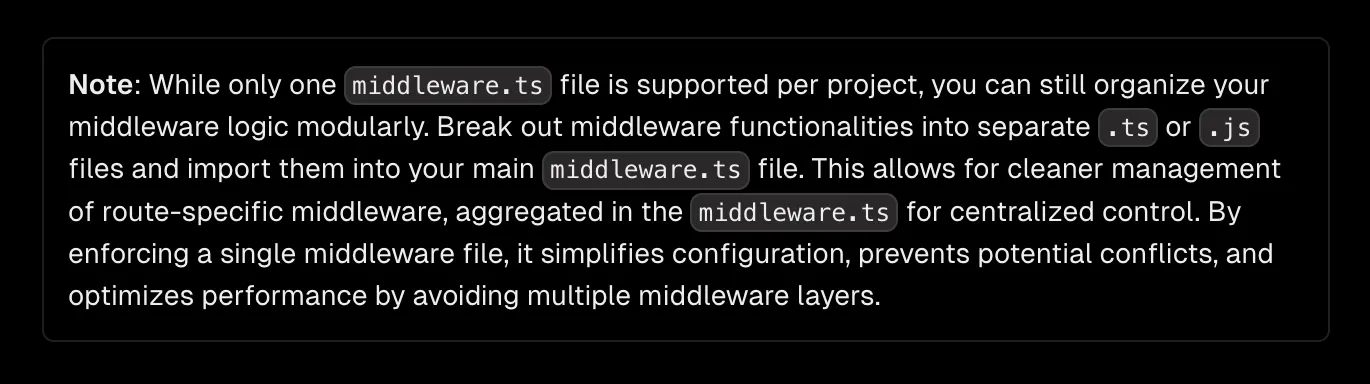 Note: While only one middleware.ts file is supported per project, you can still organize your
middleware logic modularly. Break out middleware functionalities into separate .ts or .js
files and import them into your main middleware.ts file. This allows for cleaner management
of route-specific middleware, aggregated in the middleware.ts for centralized control. By
enforcing a single middleware file, it simplifies configuration, prevents potential conflicts, and
optimizes performance by avoiding multiple middleware layers.